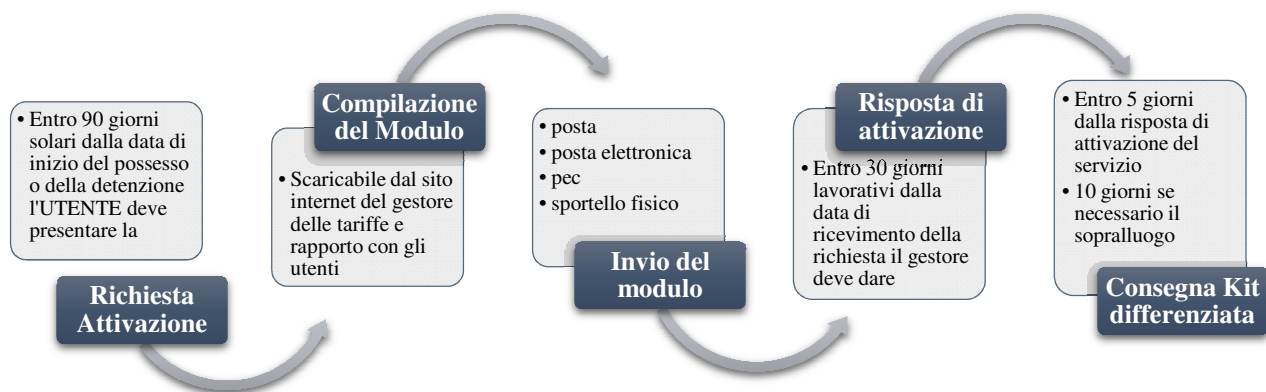 • Entro 90 giorni
solari dalla data di
inizio del possesso
o della detenzione
l'UTENTE deve
presentare la
Richiesta
Attivazione
Compilazione
del Modulo
• Scaricabile dal sito
internet del gestore
delle tariffe e
rapporto con gli
utenti
• posta
• posta elettronica
• pec
• sportello fisico
Invio del
modulo
Risposta di
attivazione
• Entro 30 giorni
lavorativi dalla
data di
ricevimento della
richiesta il gestore
deve dare
• Entro 5 giorni
dalla risposta di
attivazione del
servizio
• 10 giorni se
necessario il
sopralluogo
Consegna Kit
differenziata